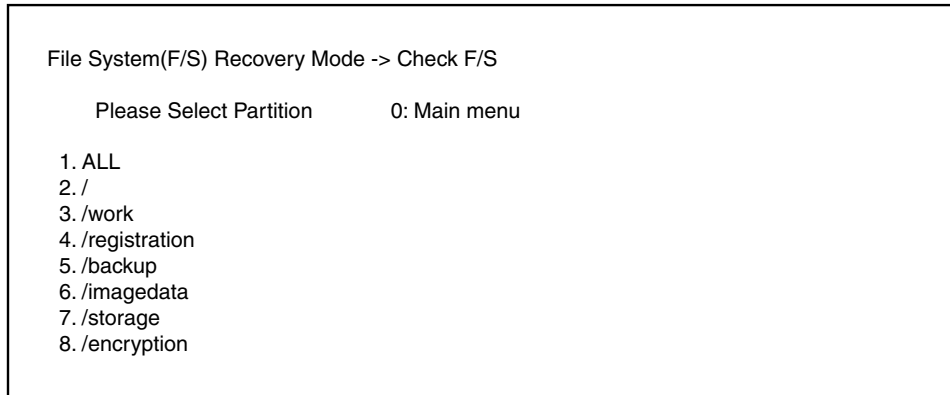 File System(F/S) Recovery Mode -> Check F/S
Please Select Partition 0: Main menu
1. ALL
2. /
3. /work
4. /registration
5. /backup
6. /imagedata
7. /storage
8. /encryption